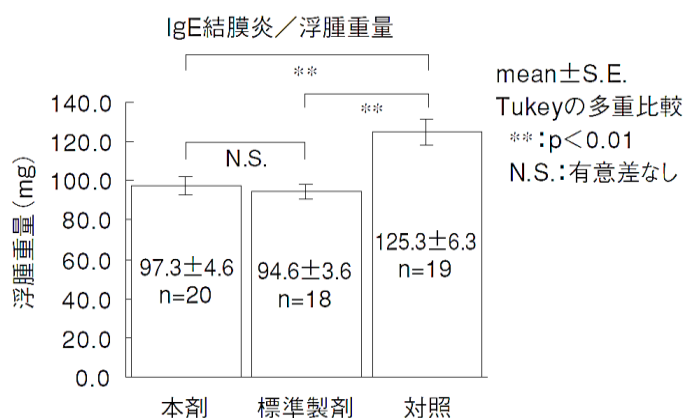 IgE結膜炎／浮腫重量
**
**
N.S.
mean±S.E.
Tukeyの多重比較
**：p＜0.01
N.S.：有意差なし
浮腫重量(mg)
140.0
120.0
100.0
80.0
60.0
40.0
20.0
0.0
97.3±4.6
n=20
94.6±3.6
n=18
125.3±6.3
n=19
本剤 標準製剤 対照